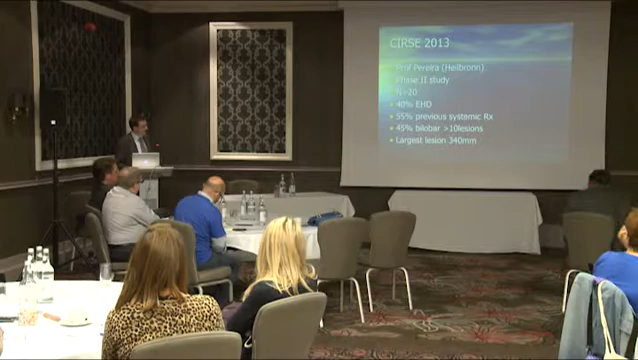 CIRSE 2013
Prof Pereira (Heilbronn)
Phase II study
N=20
40% EHD
55% previous systemic Rx
45% bilobar >10lesions
Largest lesion 340mm